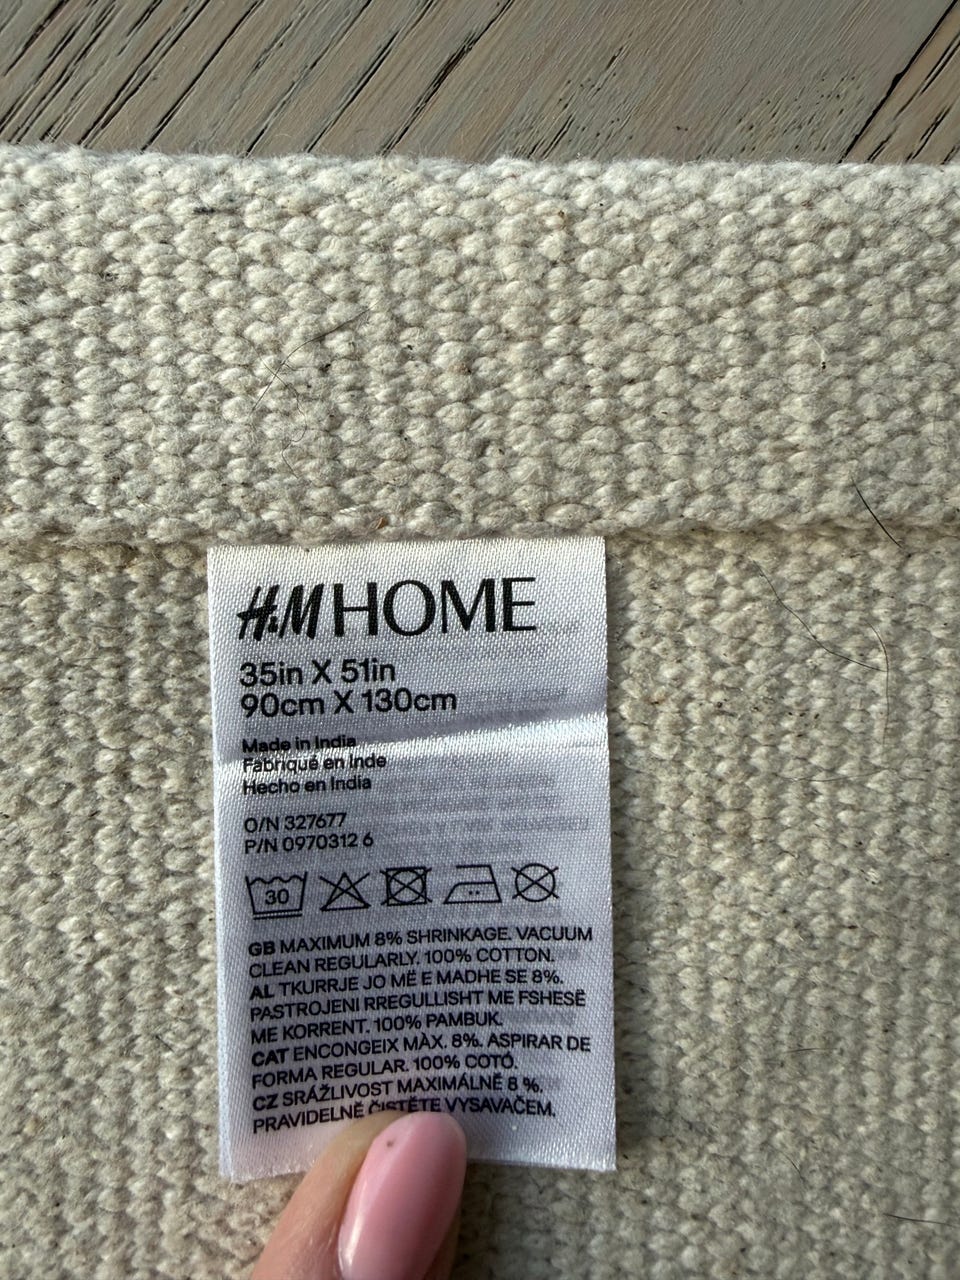 H&M HOME
35in X 51in
90cm X 130cm
Made in India
Fabriqué en Inde
Hecho en India
O/N 327677
P/N 0970312 6
30
GB MAXIMUM 8% SHRINKAGE. VACUUM
CLEAN REGULARLY. 100% COTTON.
AL TKURRJE JO MË E MADHE SE 8%.
PASTROJENI RREGULLISHT ME FSHESË
ME KORRENT. 100% PAMBUK.
CAT ENCONGEIX MÀX. 8%. ASPIRAR DE
FORMA REGULAR. 100% COTÓ.
CZ SRÁŽLIVOST MAXIMÁLNĚ 8 %.
PRAVIDELNĚ ČISTĚTE VYSAVAČEM.